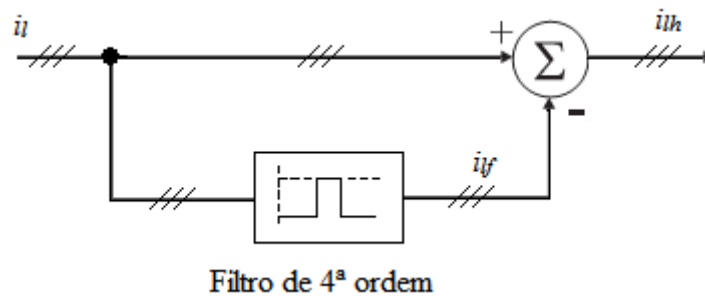 i_l
i_lh
+
Σ
-
i_lf
Filtro de 4ª ordem